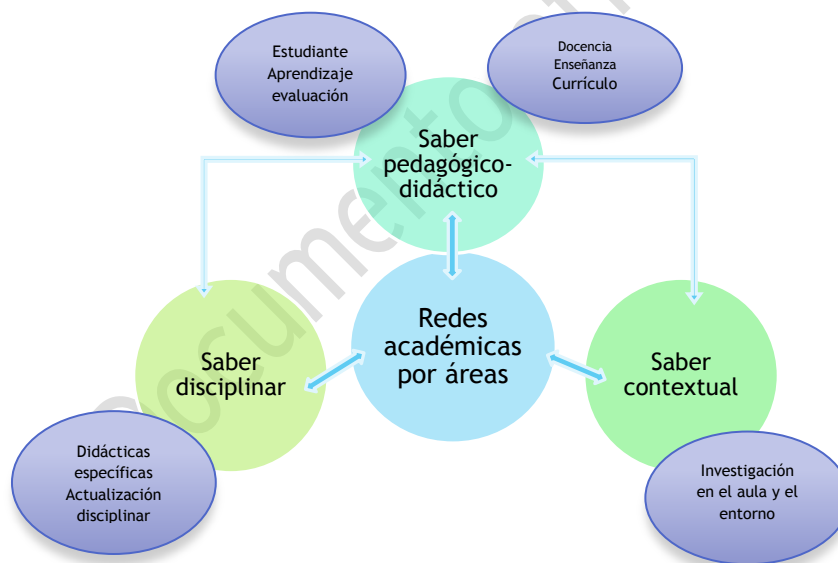 Estudiante
Aprendizaje
evaluación
Docencia
Enseñanza
Currículo
Saber
pedagógico-
didáctico
Redes
académicas
por áreas
Saber
disciplinar
Saber
contextual
Didácticas
específicas
Actualización
disciplinar
Investigación
en el aula y el
entorno